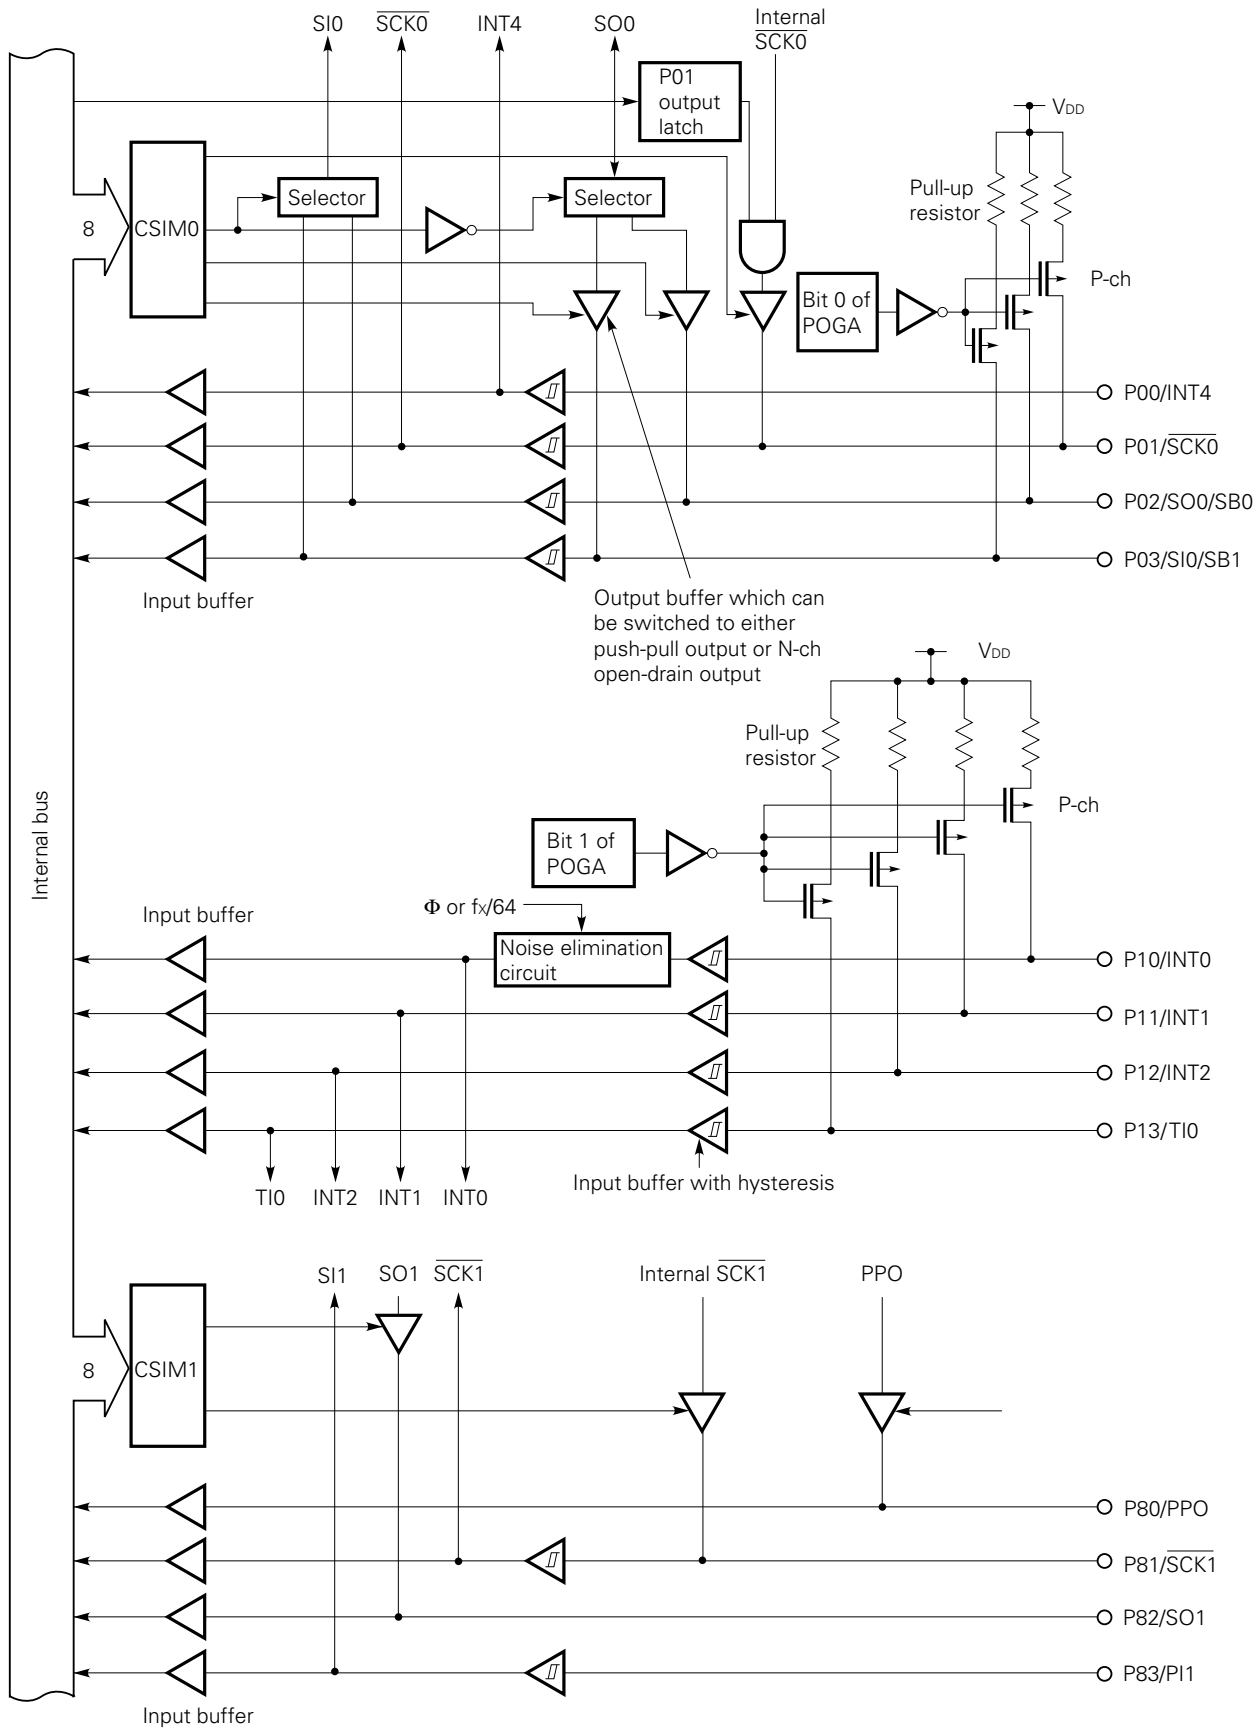 SI0
SCK0
INT4
SO0
Internal
SCK0
P01
output
latch
VDD
Pull-up
resistor
Selector
Selector
8
CSIM0
P-ch
Bit 0 of
POGA
P00/INT4
P01/SCK0
P02/SO0/SB0
P03/SI0/SB1
Input buffer
Output buffer which can
be switched to either
push-pull output or N-ch
open-drain output
VDD
Pull-up
resistor
Internal bus
P-ch
Bit 1 of
POGA
Input buffer
Φ or fX/64
Noise elimination
circuit
P10/INT0
P11/INT1
P12/INT2
P13/TI0
Input buffer with hysteresis
TI0
INT2
INT1
INT0
SI1
SO1
SCK1
Internal SCK1
PPO
8
CSIM1
P80/PPO
P81/SCK1
P82/SO1
P83/PI1
Input buffer